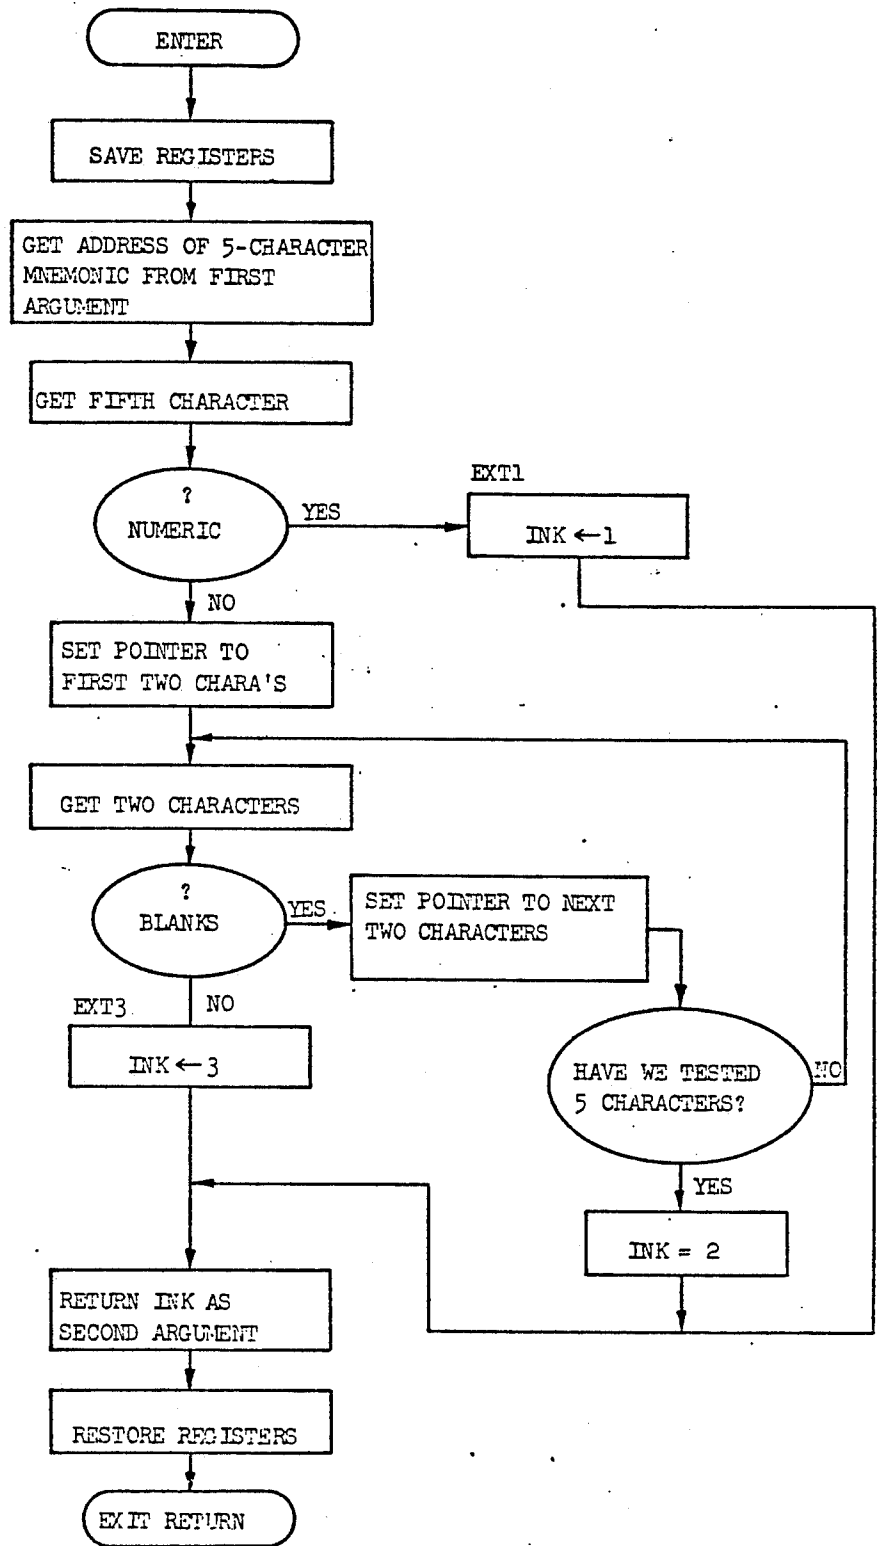 ENTER
SAVE REGISTERS
GET ADDRESS OF 5-CHARACTER
MNEMONIC FROM FIRST
ARGUMENT
GET FIFTH CHARACTER
?
NUMERIC
YES
EXT1
INK ← 1
NO
SET POINTER TO
FIRST TWO CHARA'S
GET TWO CHARACTERS
?
BLANKS
YES
SET POINTER TO NEXT
TWO CHARACTERS
NO
EXT3
INK ← 3
HAVE WE TESTED
5 CHARACTERS?
NO
YES
INK = 2
RETURN INK AS
SECOND ARGUMENT
RESTORE REGISTERS
EXIT RETURN